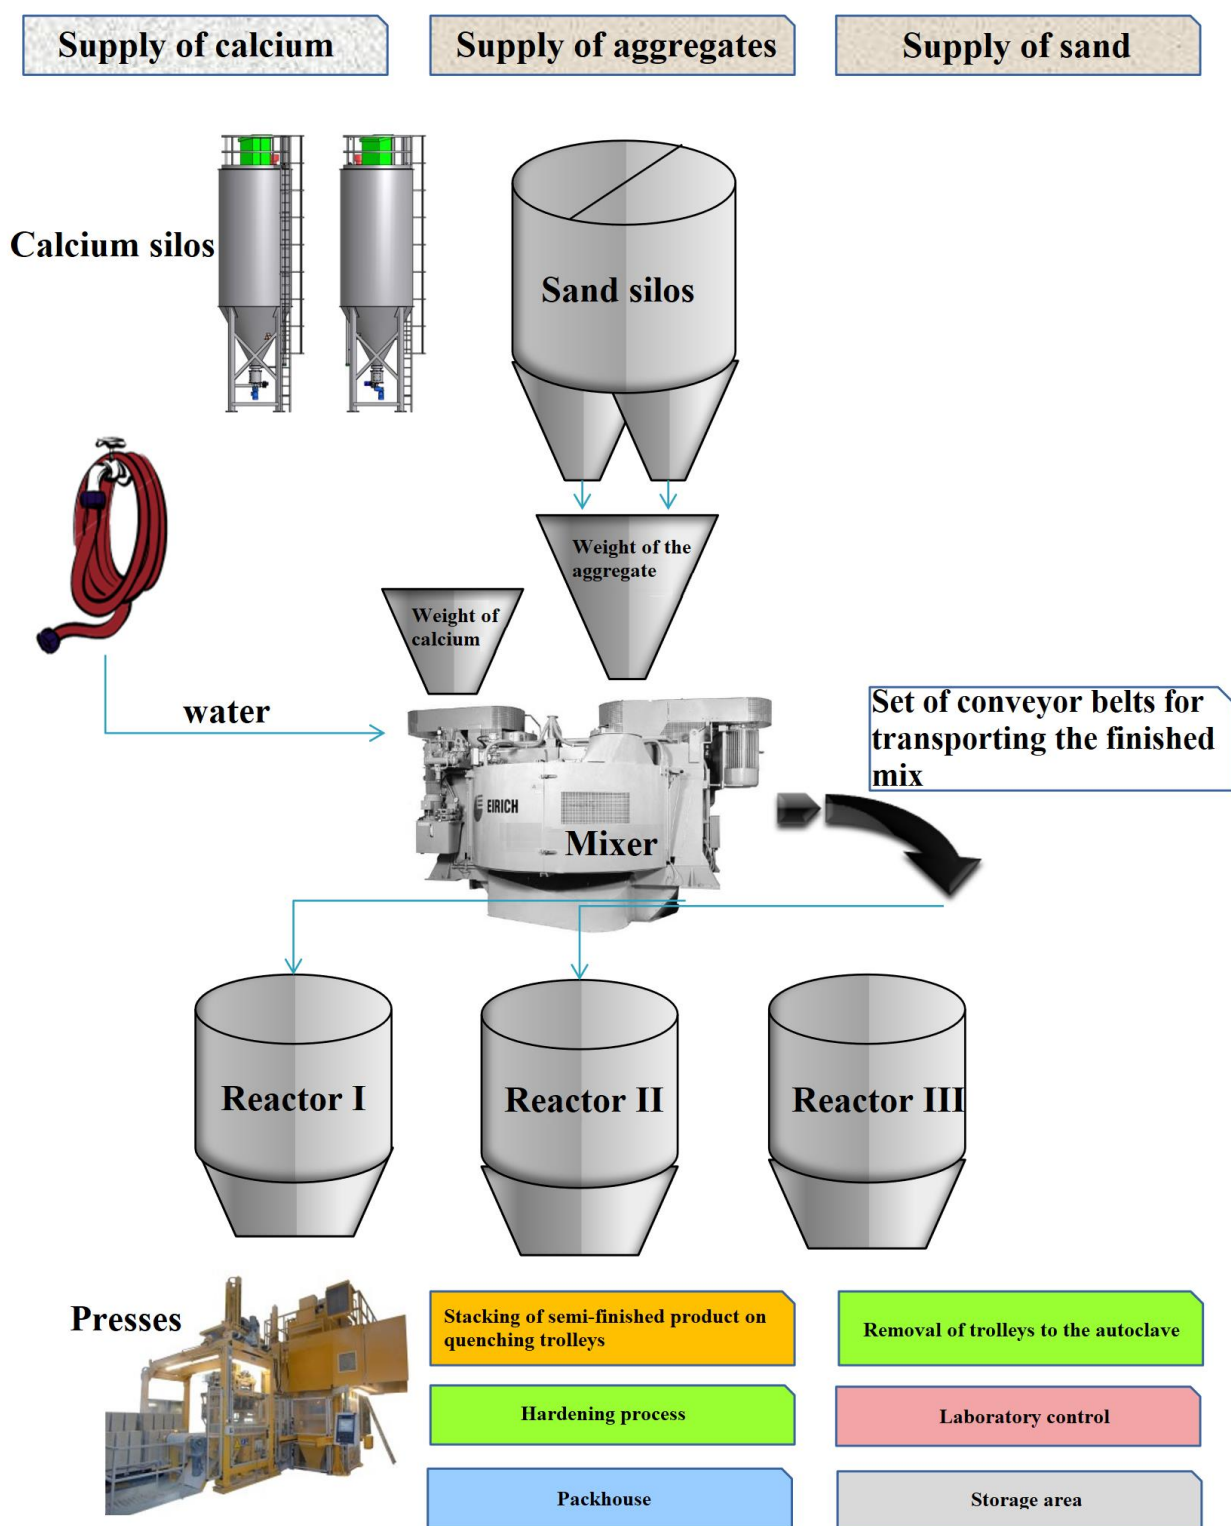 Supply of calcium
Supply of aggregates
Supply of sand
Calcium silos
Sand silos
Weight of the
aggregate
Weight of
calcium
water
Set of conveyor belts for
transporting the finished
mix
EIRICH
Mixer
Reactor I
Reactor II
Reactor III
Presses
Stacking of semi-finished product on
quenching trolleys
Removal of trolleys to the autoclave
Hardening process
Laboratory control
Packhouse
Storage area